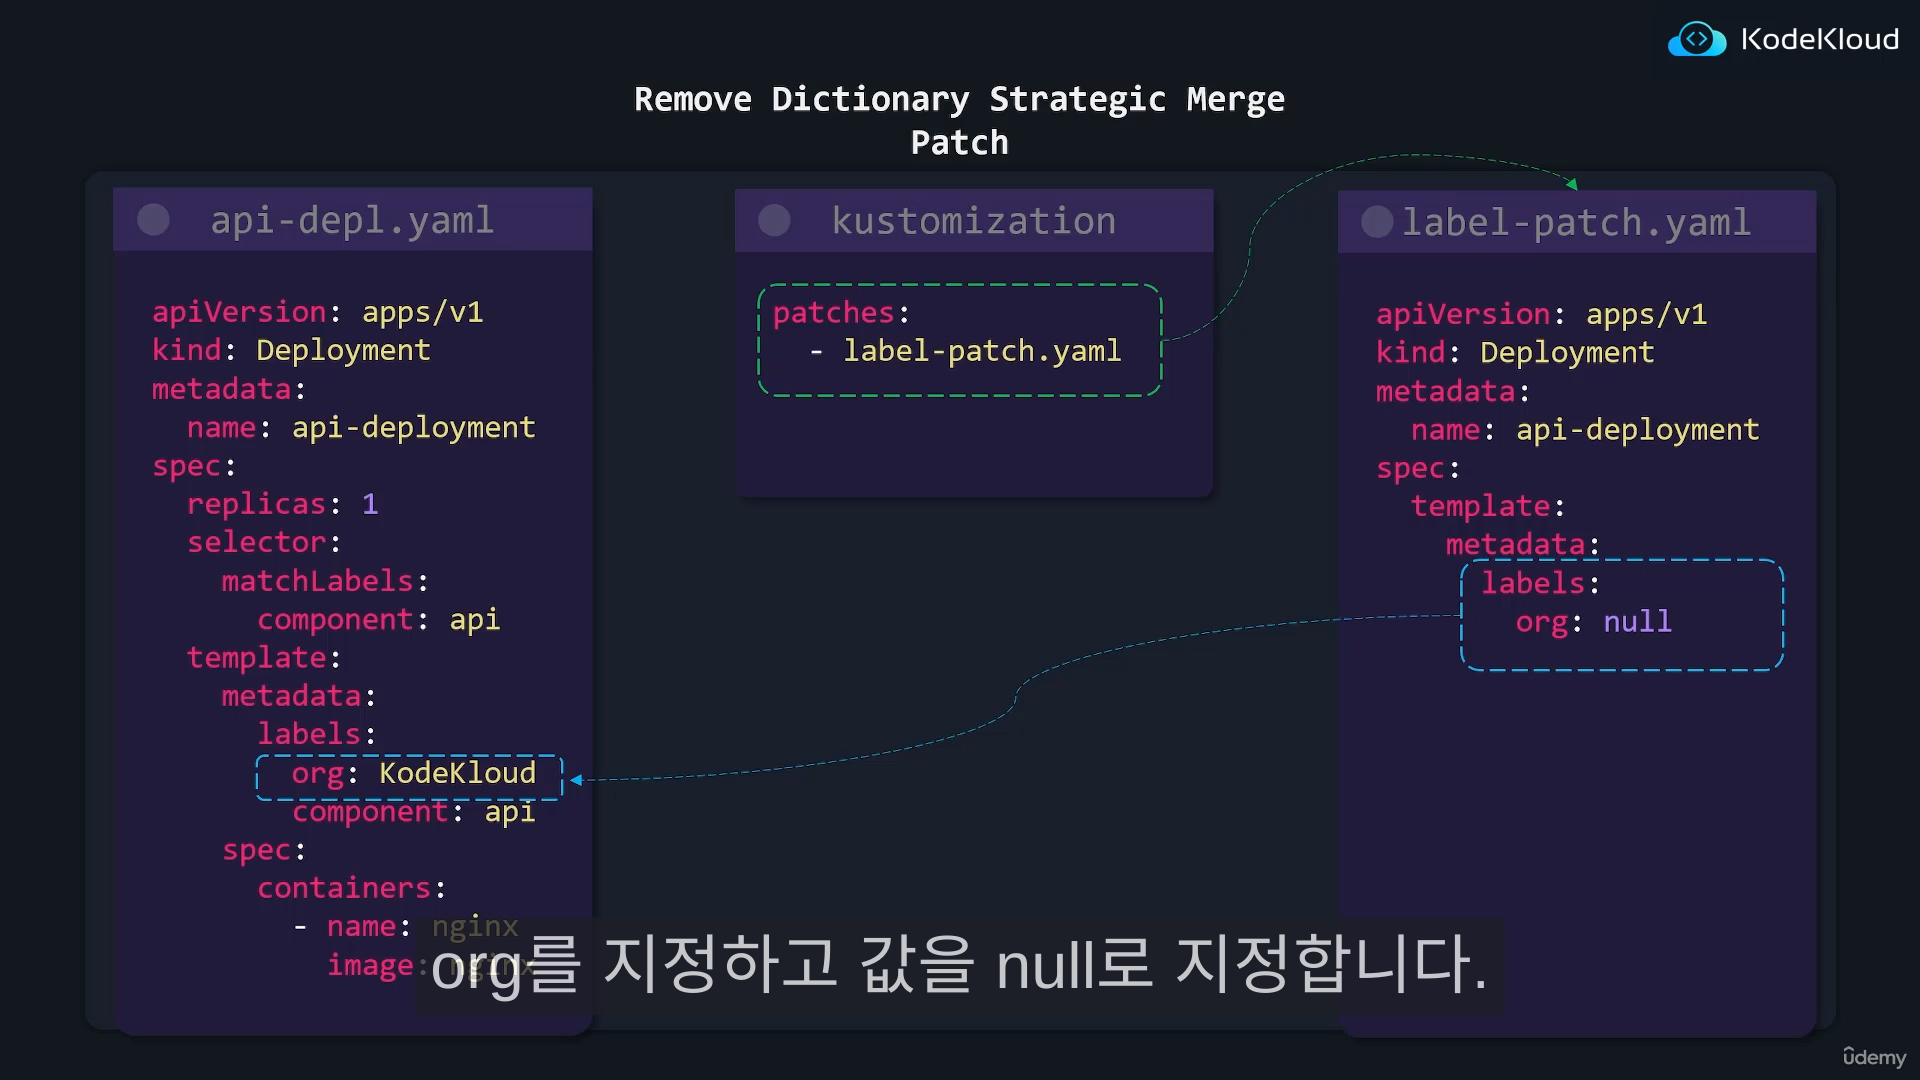 KodeKloud
Remove Dictionary Strategic Merge
Patch
api-depl.yaml
apiVersion: apps/v1
kind: Deployment
metadata:
  name: api-deployment
spec:
  replicas: 1
  selector:
    matchLabels:
      component: api
  template:
    metadata:
      labels:
        org: KodeKloud
        component: api
    spec:
      containers:
        - name: nginx
          image: nginx
kustomization
patches:
  - label-patch.yaml
label-patch.yaml
apiVersion: apps/v1
kind: Deployment
metadata:
  name: api-deployment
spec:
  template:
    metadata:
      labels:
        org: null
org를 지정하고 값을 null로 지정합니다.
ûdemy